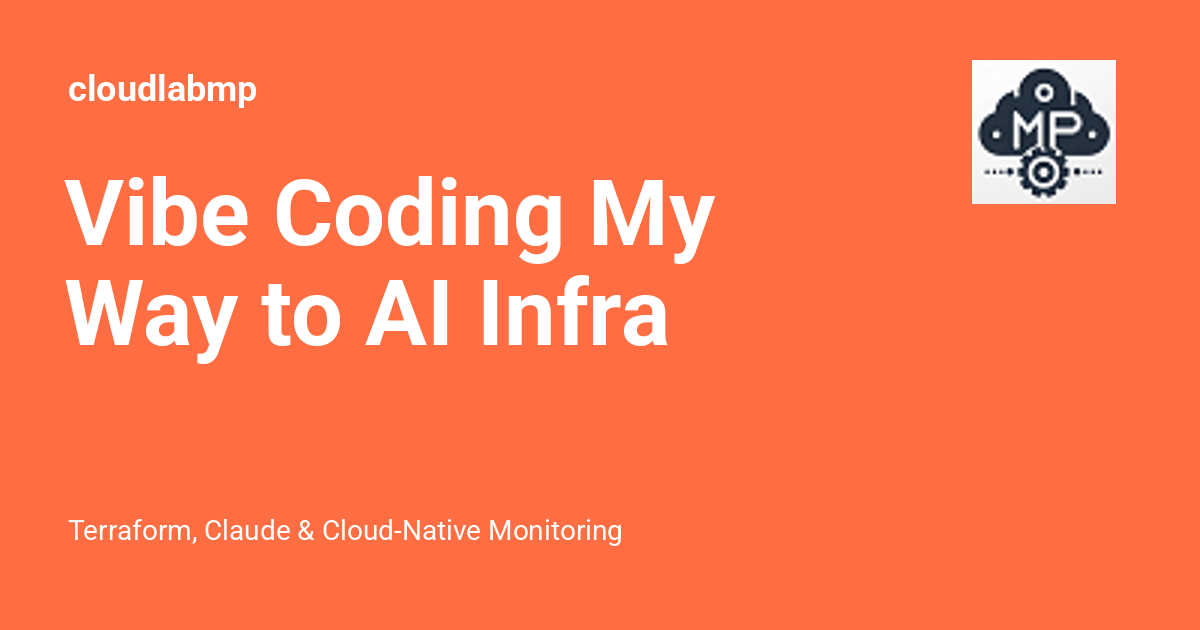 cloudlabmp
MP
Vibe Coding My
Way to AI Infra
Terraform, Claude & Cloud-Native Monitoring